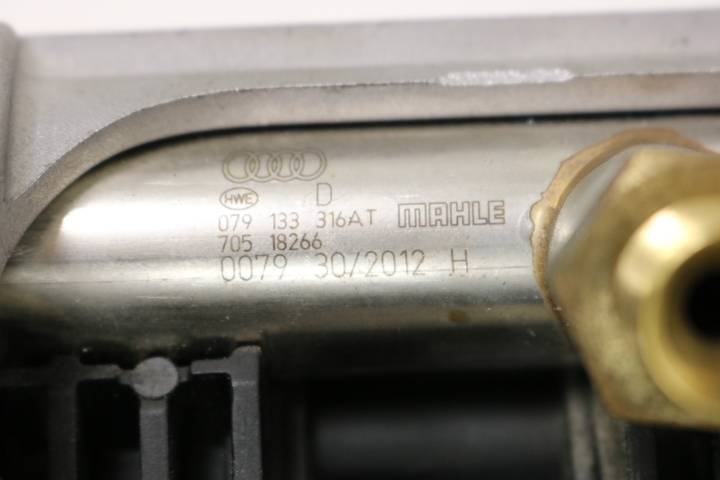 HWE D
079 133 316AT MAHLE
705 18266
0079 30/2012 H